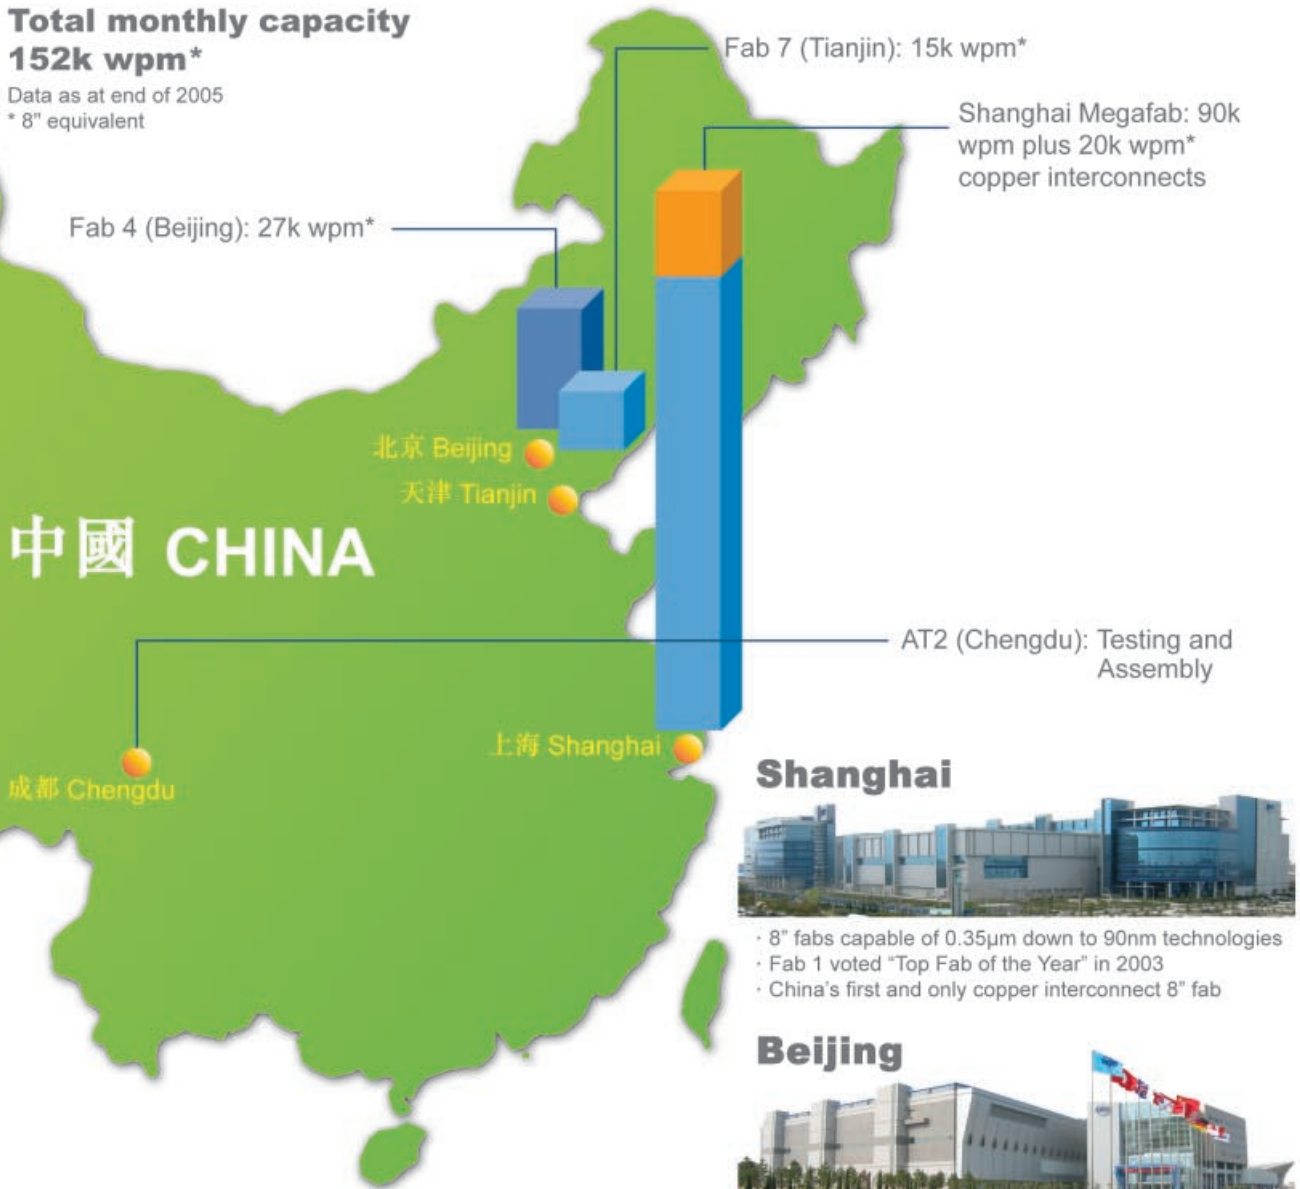 Total monthly capacity
152k wpm*
Data as at end of 2005
* 8" equivalent
Fab 7 (Tianjin): 15k wpm*
Shanghai Megafab: 90k
wpm plus 20k wpm*
copper interconnects
Fab 4 (Beijing): 27k wpm*
北京 Beijing
天津 Tianjin
中國 CHINA
AT2 (Chengdu): Testing and
Assembly
上海 Shanghai
成都 Chengdu
Shanghai
· 8” fabs capable of 0.35µm down to 90nm technologies
· Fab 1 voted “Top Fab of the Year” in 2003
· China’s first and only copper interconnect 8” fab
Beijing